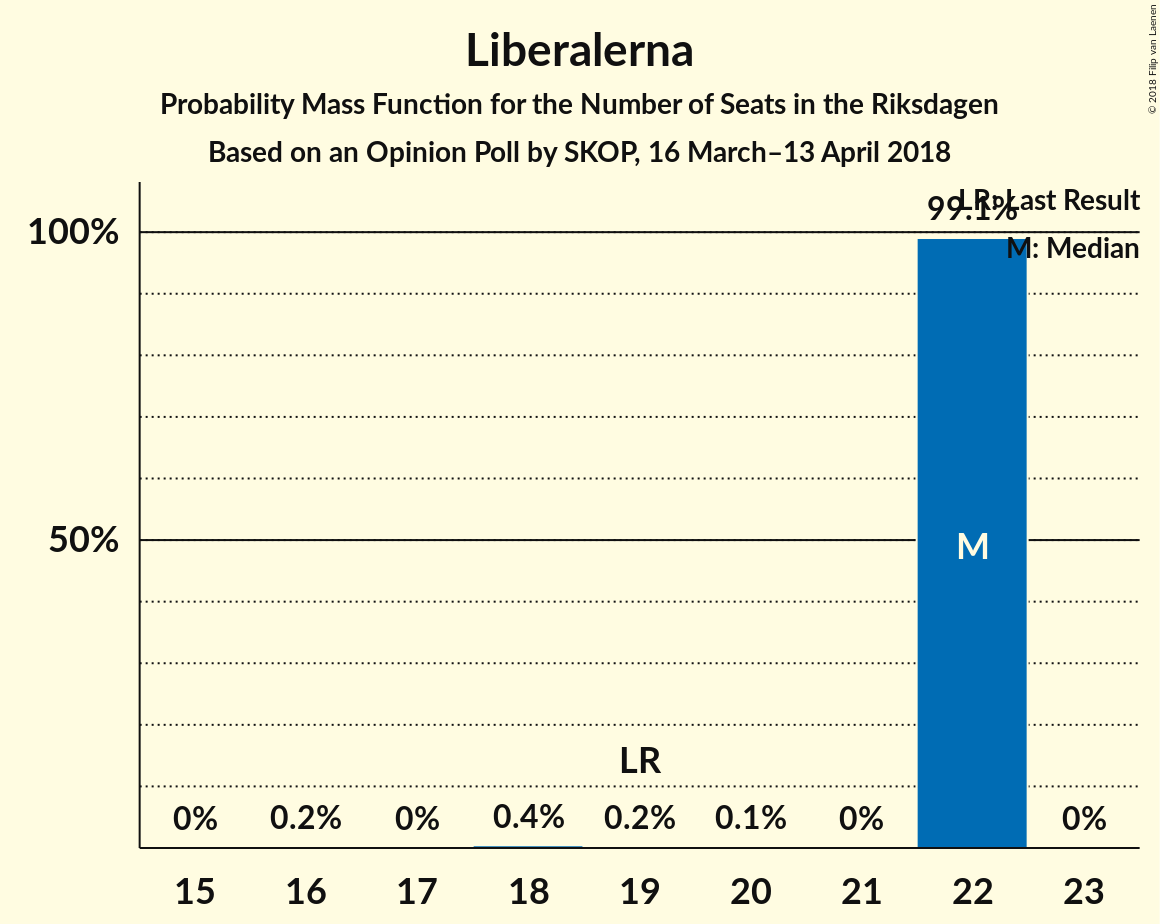 Liberalerna
Probability Mass Function for the Number of Seats in the Riksdagen
Based on an Opinion Poll by SKOP, 16 March–13 April 2018
© 2018 Filip van Laenen
LR: Last Result
M: Median
100%
50%
0%
0.2%
0%
0.4%
0.2%
0.1%
0%
99.1%
0%
LR
M
15 16 17 18 19 20 21 22 23